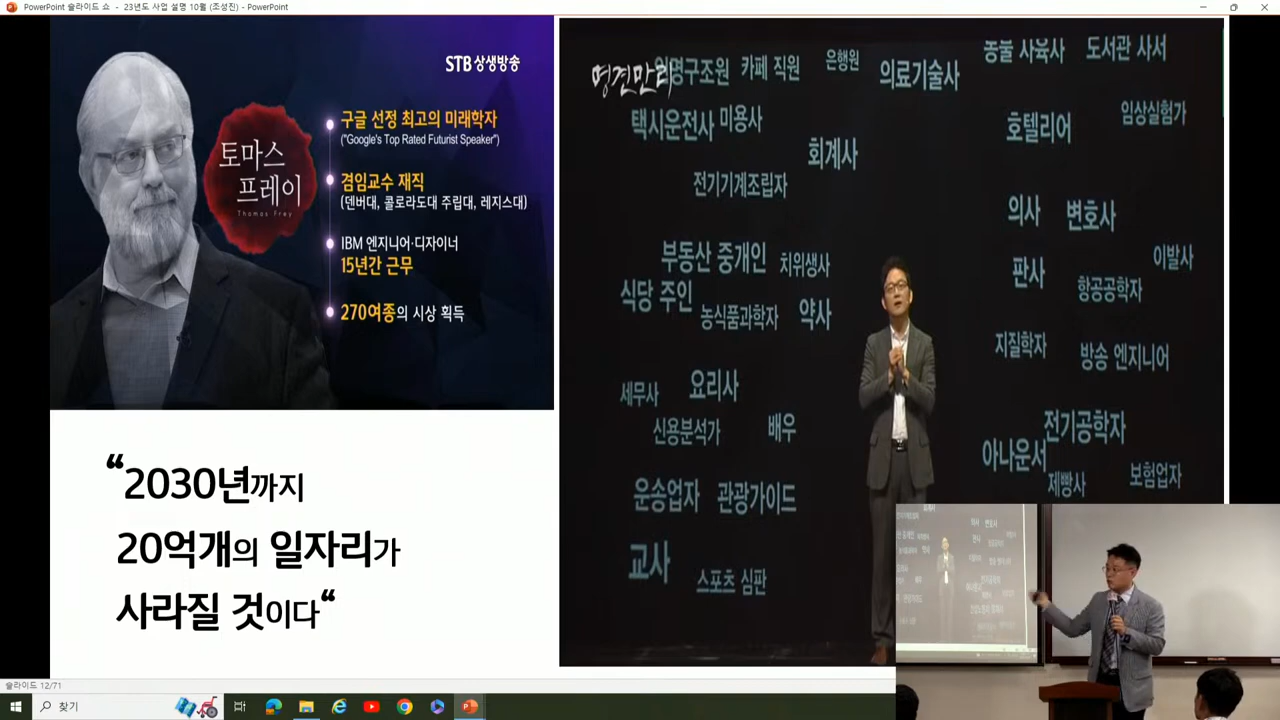 PowerPoint 슬라이드 쇼 - 23년도 사업 설명 10월 (조성진) - PowerPoint
STB 상생방송
토마스
프레이
Thomas Frey
구글 선정 최고의 미래학자
("Google's Top Rated Futurist Speaker")
겸임교수 재직
(덴버대, 콜로라도대 주립대, 레지스대)
IBM 엔지니어·디자이너
15년간 근무
270여종의 시상 획득
“2030년까지
20억개의 일자리가
사라질 것이다“
명견만리
카페 직원
은행원
의료기술사
동물 사육사
도서관 사서
택시운전사
미용사
회계사
호텔리어
임상실험가
전기기계조립자
의사
변호사
부동산 중개인
치위생사
판사
이발사
식당 주인
농식품과학자
약사
항공공학자
지질학자
방송 엔지니어
세무사
요리사
신용분석가
배우
전기공학자
아나운서
제빵사
보험업자
운송업자
관광가이드
교사
스포츠 심판
슬라이드 12/71
찾기